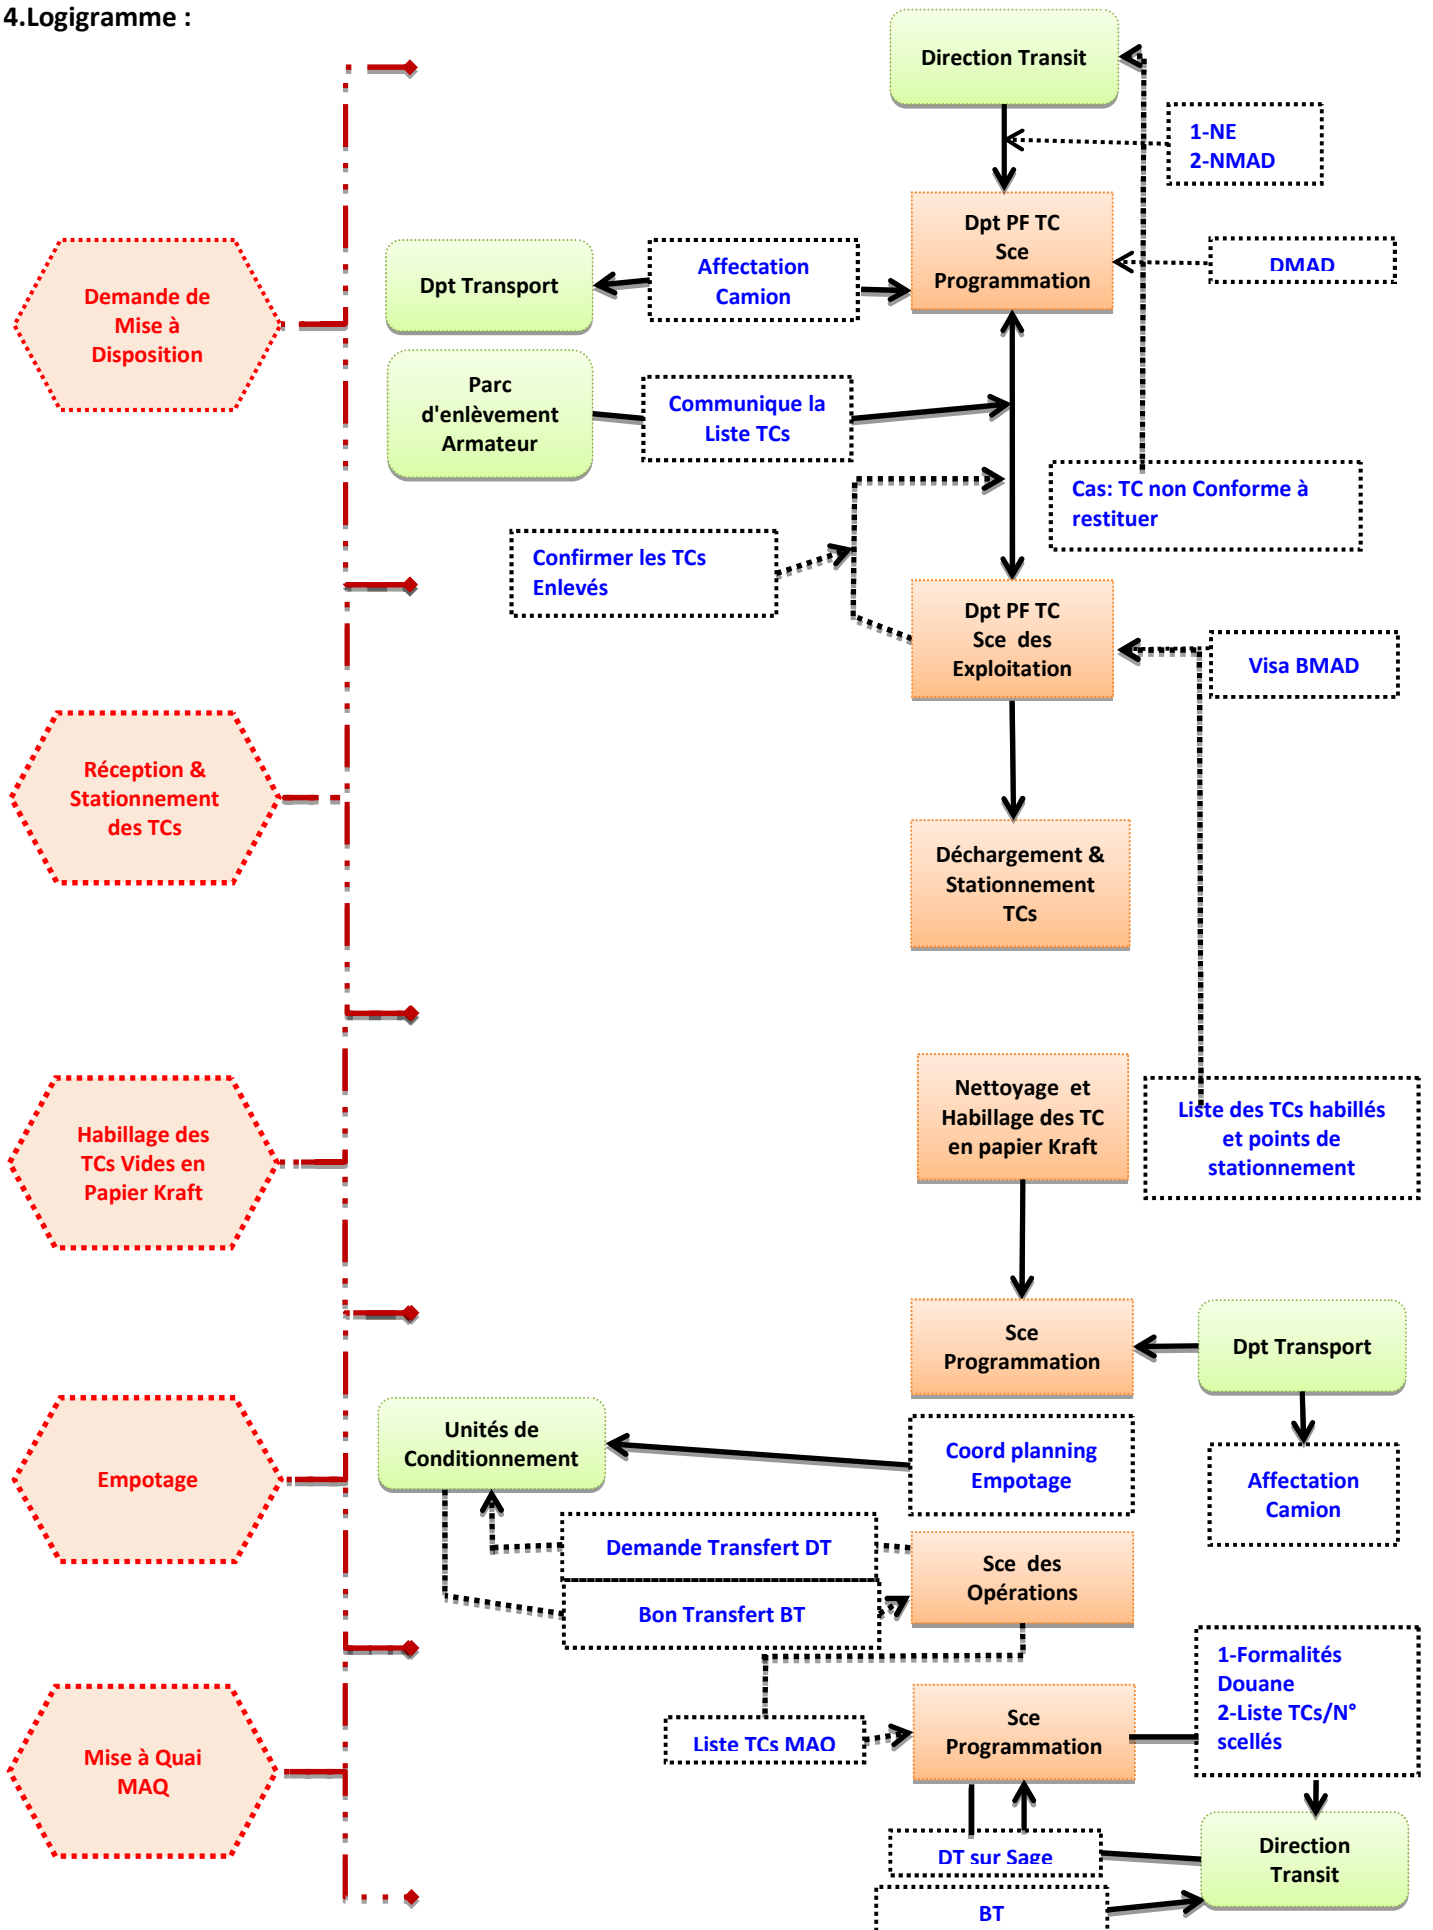 4.Logigramme :
Direction Transit
1-NE
2-NMAD
Dpt PF TC
Sce
Programmation
DMAD
Dpt Transport
Affectation
Camion
Demande de
Mise à
Disposition
Parc
d'enlèvement
Armateur
Communique la
Liste TCs
Cas: TC non Conforme à
restituer
Confirmer les TCs
Enlevés
Dpt PF TC
Sce des
Exploitation
Visa BMAD
Réception &
Stationnement
des TCs
Déchargement &
Stationnement
TCs
Habillage des
TCs Vides en
Papier Kraft
Nettoyage et
Habillage des TC
en papier Kraft
Liste des TCs habillés
et points de
stationnement
Sce
Programmation
Dpt Transport
Unités de
Conditionnement
Coord planning
Empotage
Affectation
Camion
Empotage
Demande Transfert DT
Sce des
Opérations
Bon Transfert BT
1-Formalités
Douane
2-Liste TCs/N°
scellés
Mise à Quai
MAQ
Liste TCs MAQ
Sce
Programmation
DT sur Sage
Direction
Transit
BT